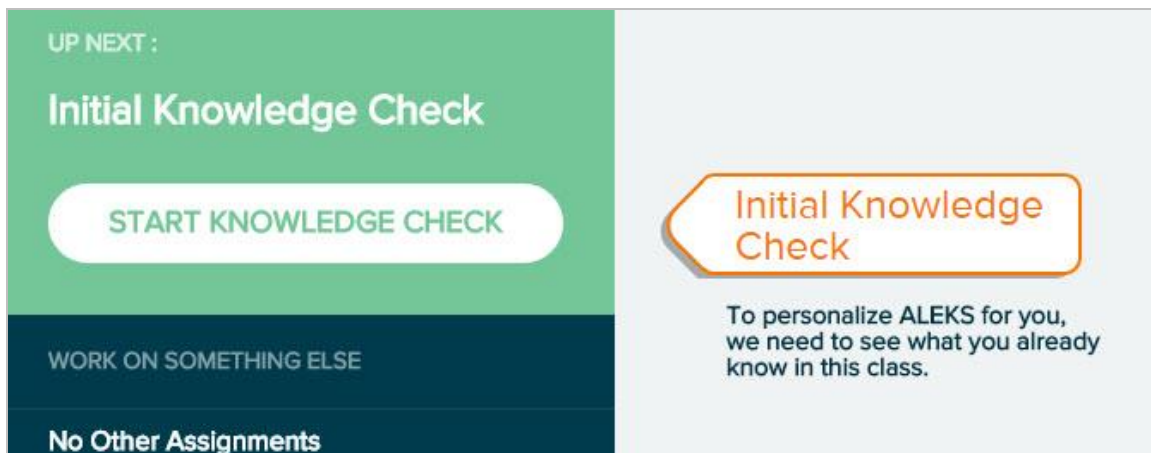 UP NEXT :
Initial Knowledge Check
START KNOWLEDGE CHECK
WORK ON SOMETHING ELSE
No Other Assignments
Initial Knowledge
Check
To personalize ALEKS for you,
we need to see what you already
know in this class.